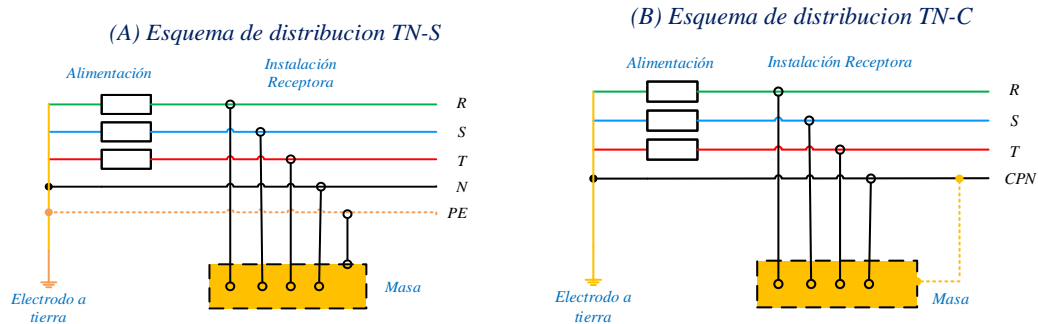 (A) Esquema de distribucion TN-S
Alimentación
Instalación
Receptora
R
S
T
N
PE
Masa
Electrodo a
tierra
(B) Esquema de distribucion TN-C
Alimentación
Instalación Receptora
R
S
T
CPN
Masa
Electrodo a
tierra